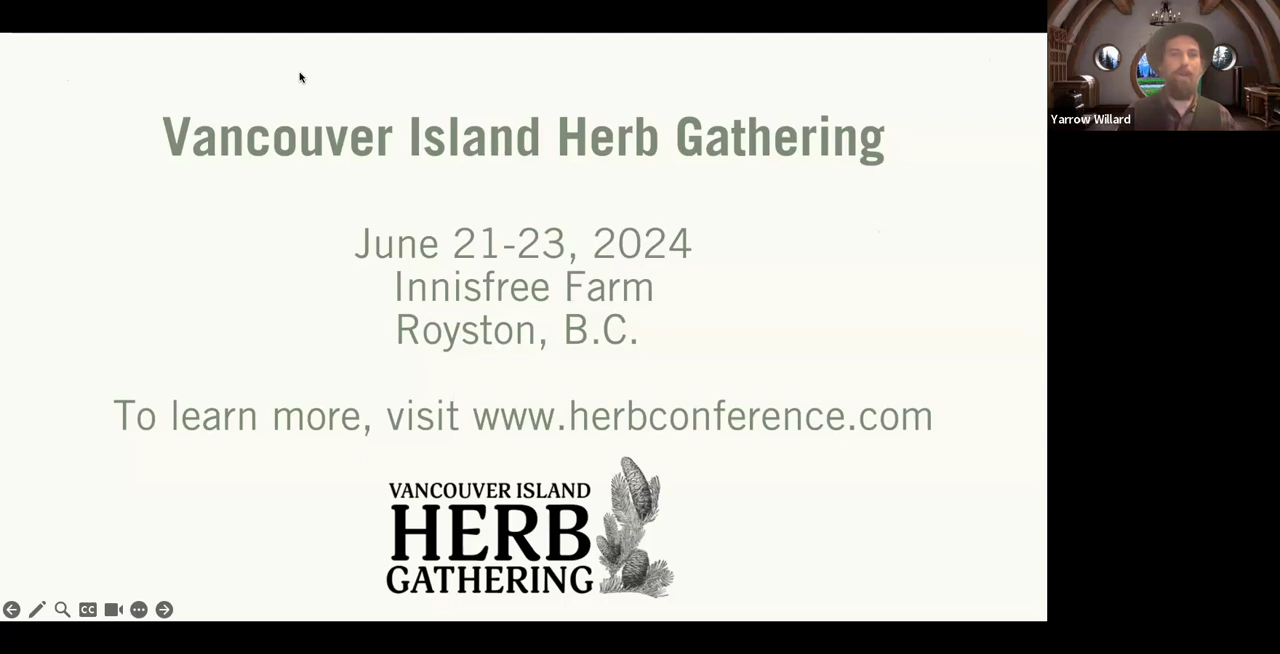 Vancouver Island Herb Gathering
June 21-23, 2024
Innisfree Farm
Royston, B.C.
To learn more, visit www.herbconference.com
VANCOUVER ISLAND
HERB
GATHERING
CC
Yarrow Willard